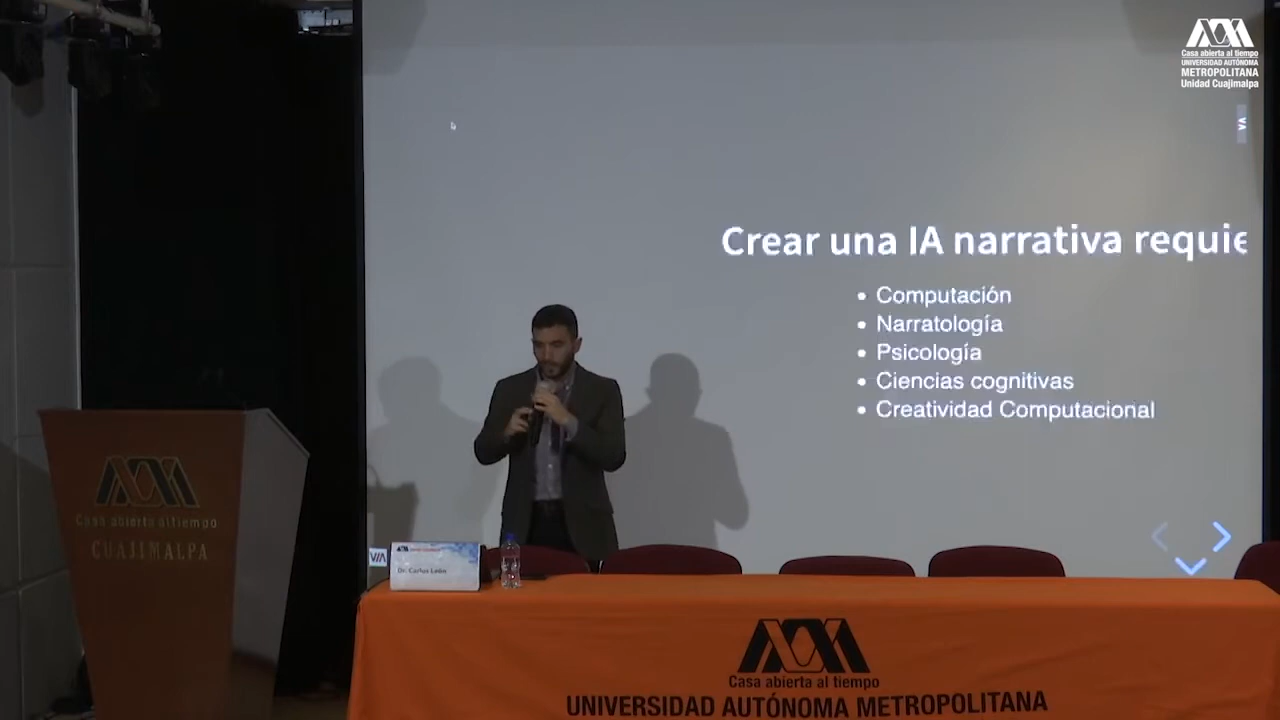 Casa abierta al tiempo
UNIVERSIDAD AUTÓNOMA
METROPOLITANA
Unidad Cuajimalpa
Crear una IA narrativa requie
Computación
Narratología
Psicología
Ciencias cognitivas
Creatividad Computacional
Casa abierta al tiempo
CUAJIMALPA
Dr. Carlos León
Casa abierta al tiempo
UNIVERSIDAD AUTÓNOMA METROPOLITANA